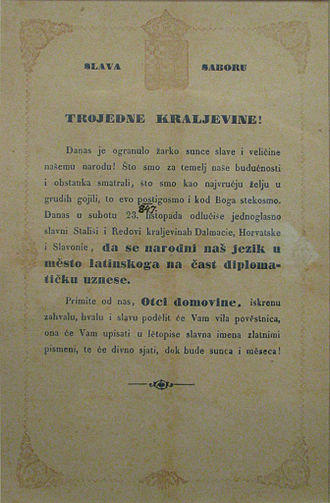 SLAVA SABORU
TROJEDNE KRALJEVINE!
Danas je ogranulo žarko sunce slave i veličine
našemu narodu! Što smo za temelj naše budućnosti
i obstanka smatrali, što smo kao najvruću želju u
grudih gojili, to evo postigosmo i kod Boga stekosmo.
847.
Danas u subotu 23. listopada odlučiše jednoglasno
slavni Stališi i Redovi kraljevinah Dalmacie, Horvatske
i Slavonie, da se narodni naš jezik u
město latinskoga na čast diploma-
tičku uznese.
Primite od nas, Otci domovine, iskrenu
zahvalu, hvalu i slavu podělit će Vam vila pověstnica,
ona će Vam upisati u lětopise slavna imena zlatnimi
pismeni, te će divno sjati, dok bude sunca i měseca!